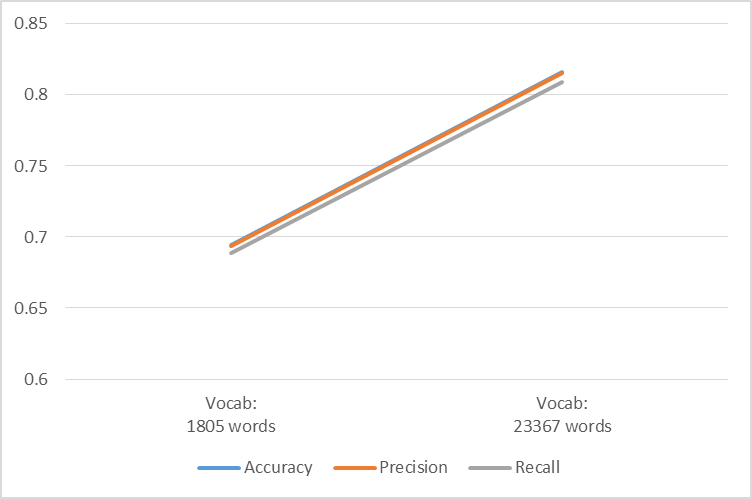 0.85
0.8
0.75
0.7
0.65
0.6
Vocab:
1805 words
Vocab:
23367 words
Accuracy Precision Recall